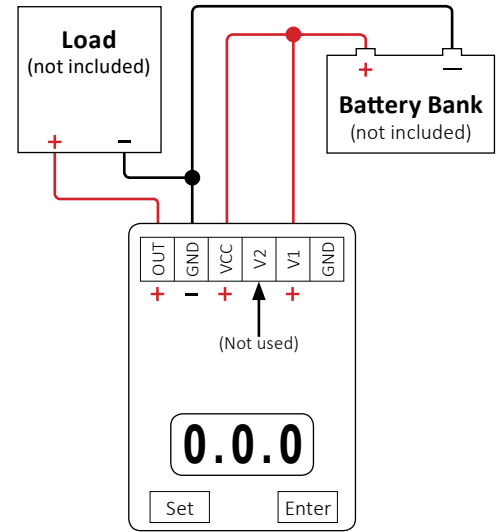 Load
(not included)
+ −
+ −
Battery Bank
(not included)
OUT GND VCC V2 V1 GND
+ − + +
(Not used)
0.0.0
Set Enter